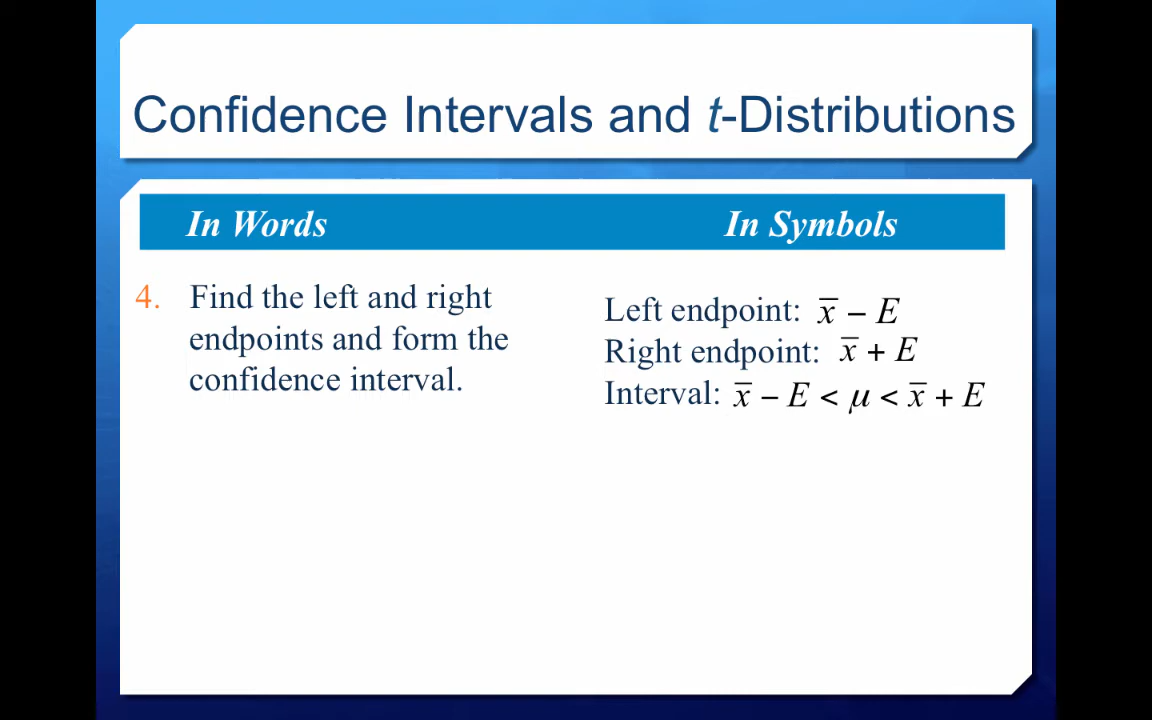 Confidence Intervals and t-Distributions
In Words
In Symbols
4. Find the left and right
endpoints and form the
confidence interval.
Left endpoint: x̄ − E
Right endpoint: x̄ + E
Interval: x̄ − E < μ < x̄ + E